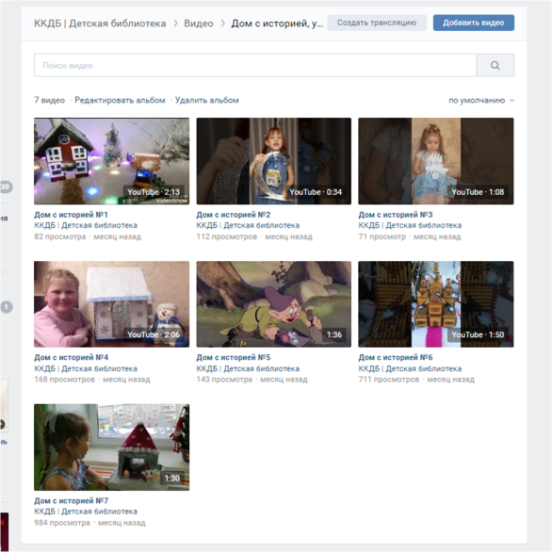 ККДБ | Детская библиотека > Видео > Дом с историей, у... Создать трансляцию Добавить видео
Поиск видео
7 видео · Редактировать альбом · Удалить альбом по умолчанию
20
YouTube · 2:13
YouTube · 0:34
YouTube · 1:08
ия
Дом с историей №1
ККДБ | Детская библиотека
82 просмотра · месяц назад
Дом с историей №2
ККДБ | Детская библиотека
112 просмотров · месяц назад
Дом с историей №3
ККДБ | Детская библиотека
71 просмотр · месяц назад
1
YouTube · 2:06
1:36
YouTube · 1:50
Дом с историей №4
ККДБ | Детская библиотека
168 просмотров · месяц назад
Дом с историей №5
ККДБ | Детская библиотека
143 просмотра · месяц назад
Дом с историей №6
ККДБ | Детская библиотека
711 просмотров · месяц назад
1:30
Дом с историей №7
ККДБ | Детская библиотека
984 просмотра · месяц назад